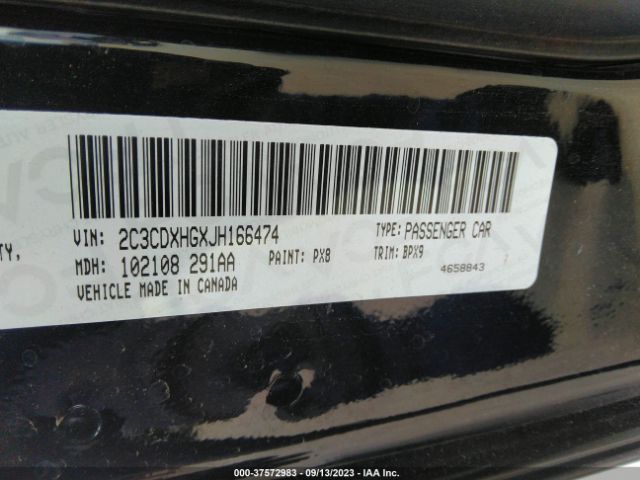 VIN: 2C3CDXHGXJH166474
TYPE: PASSENGER CAR
TY,
MDH: 102108 291AA
PAINT: PX8
TRIM: BPX9
VEHICLE MADE IN CANADA
4658843
000-37572983 - 09/13/2023 - IAA Inc.